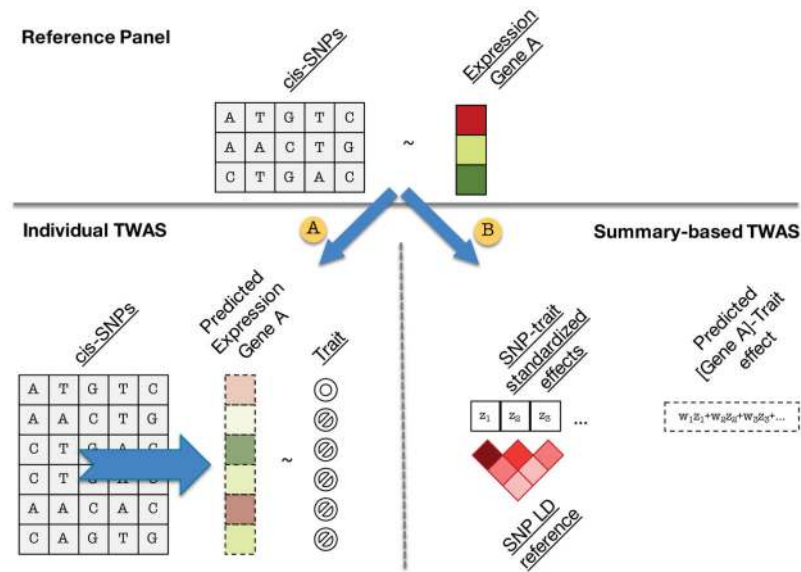 Reference Panel
cis-SNPs
Expression
Gene A
A T G T C
A A C T G
C T G A C
~
Individual TWAS
A
B
Summary-based TWAS
cis-SNPs
Predicted
Expression
Gene A
Trait
A T G T C
A A C T G
C T G A C
C T
A A C A C
C A G T G
~
SNP-trait
standardized
effects
z1 z2 z3 ...
SNP LD
reference
Predicted
[Gene A]-Trait
effect
w1z1+w2z2+w3z3+...